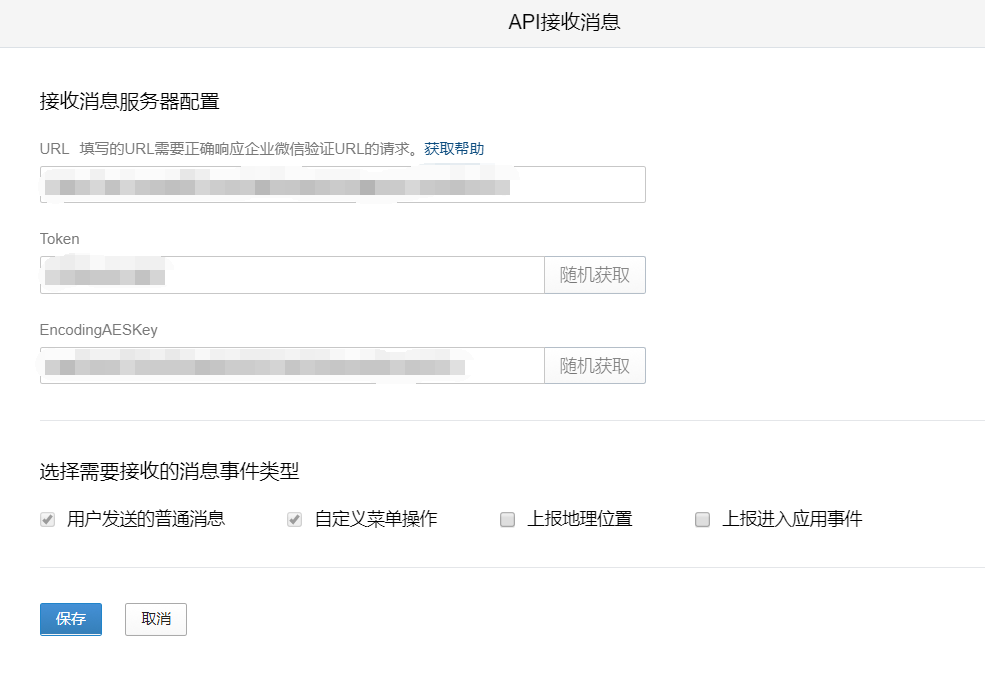 API接收消息
接收消息服务器配置
URL 填写的URL需要正确响应企业微信验证URL的请求。获取帮助
Token
随机获取
EncodingAESKey
随机获取
选择需要接收的消息事件类型
用户发送的普通消息 自定义菜单操作 上报地理位置 上报进入应用事件
保存 取消